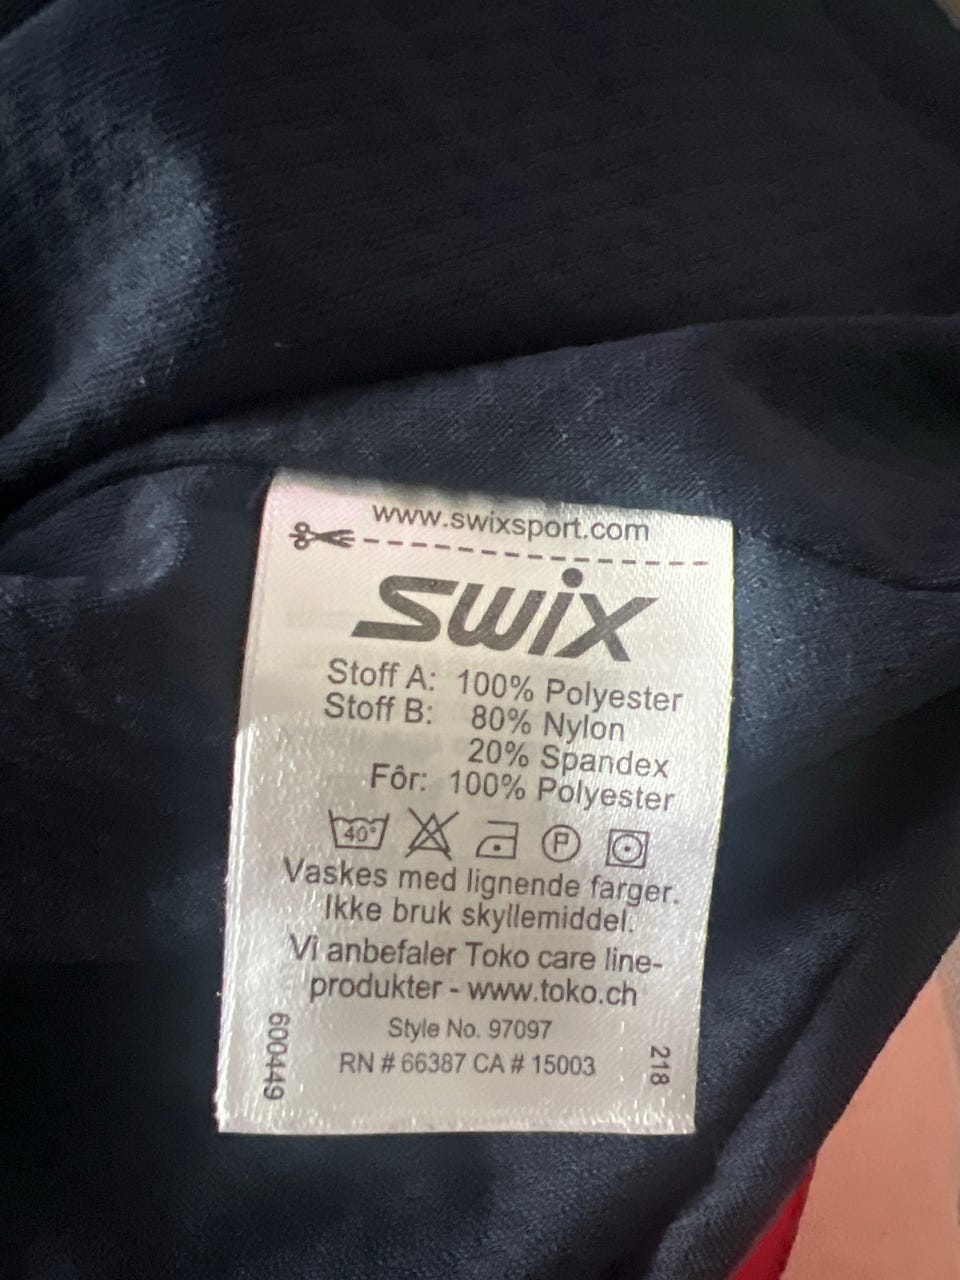 www.swixsport.com
swix
Stoff A: 100% Polyester
Stoff B: 80% Nylon
20% Spandex
Fôr: 100% Polyester
40° P
Vaskes med lignende farger.
Ikke bruk skyllemiddel.
Vi anbefaler Toko care line-
produkter - www.toko.ch
Style No. 97097
RN # 66387 CA # 15003
600449
218